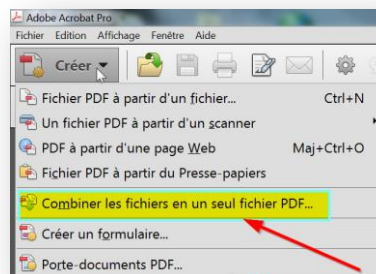 Adobe Acrobat Pro
Fichier Edition Affichage Fenêtre Aide
Créer
Fichier PDF à partir d'un fichier... Ctrl+N
Un fichier PDF à partir d'un scanner
PDF à partir d'une page Web Maj+Ctrl+O
Fichier PDF à partir du Presse-papiers
Combiner les fichiers en un seul fichier PDF...
Créer un formulaire...
Porte-documents PDF...